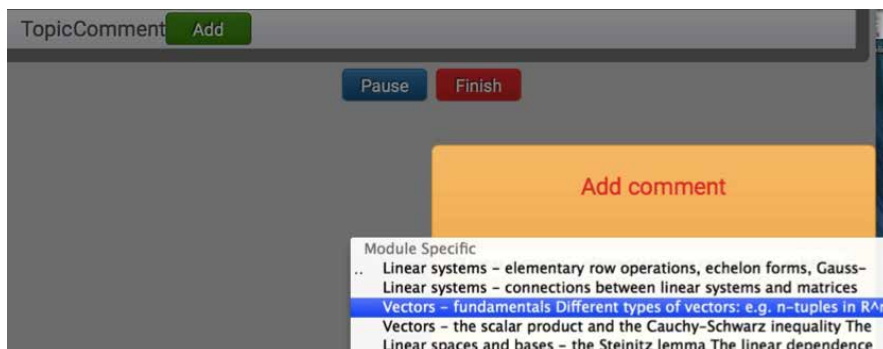 TopicComment Add
Pause Finish
Add comment
Module Specific
.. Linear systems – elementary row operations, echelon forms, Gauss-
Linear systems – connections between linear systems and matrices
Vectors – fundamentals Different types of vectors: e.g. n-tuples in R^n
Vectors – the scalar product and the Cauchy-Schwarz inequality The
Linear spaces and bases – the Steinitz lemma The linear dependence